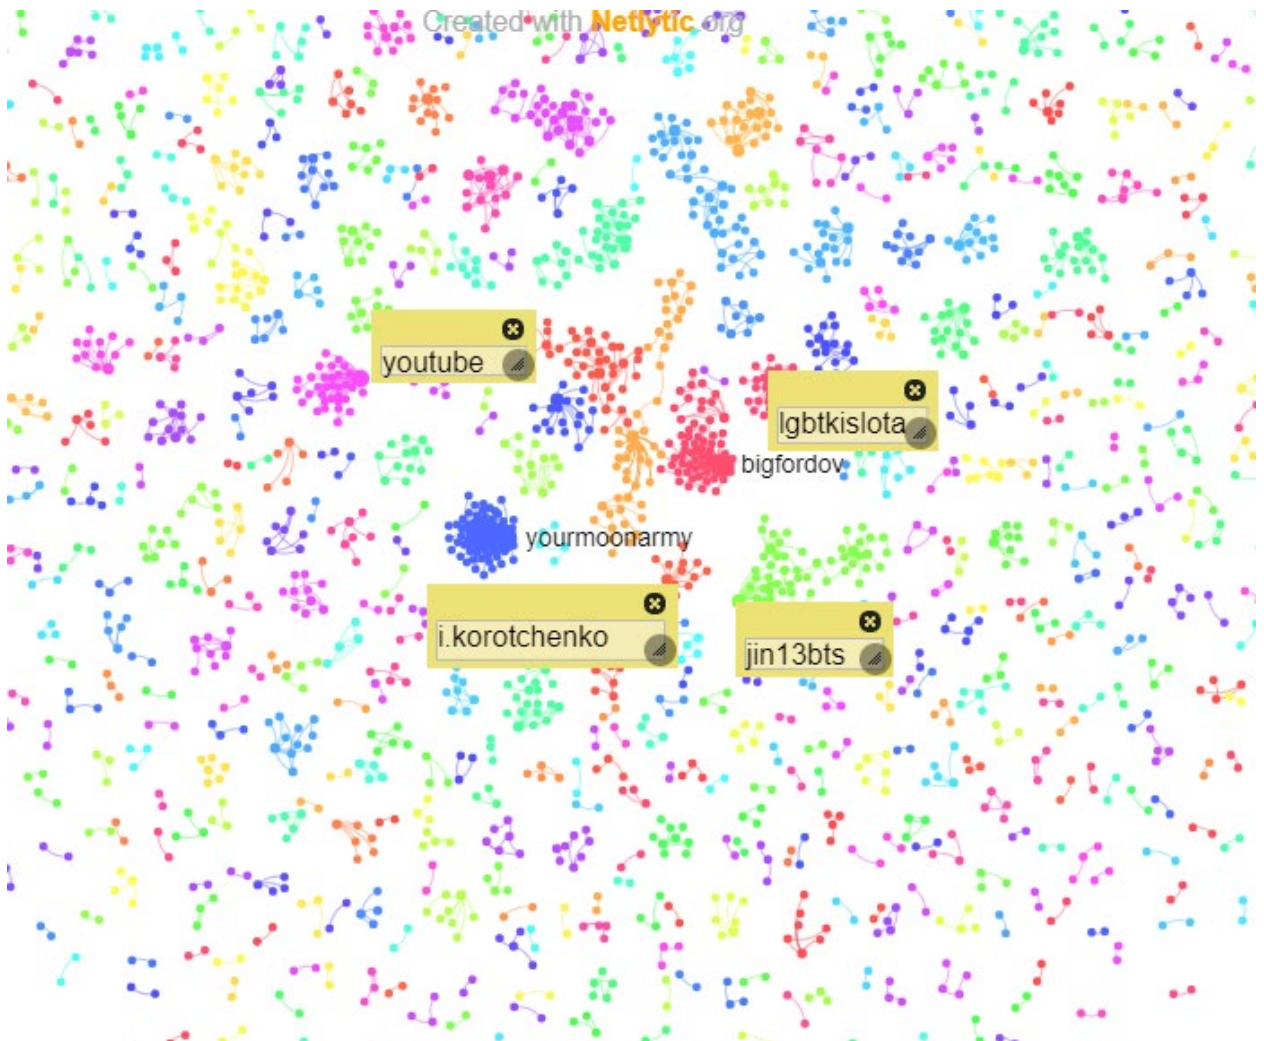 Created with Netlytic.org
youtube
lgbtkislota
bigfordov
yourmoonarmy
i.korotchenko
jin13bts